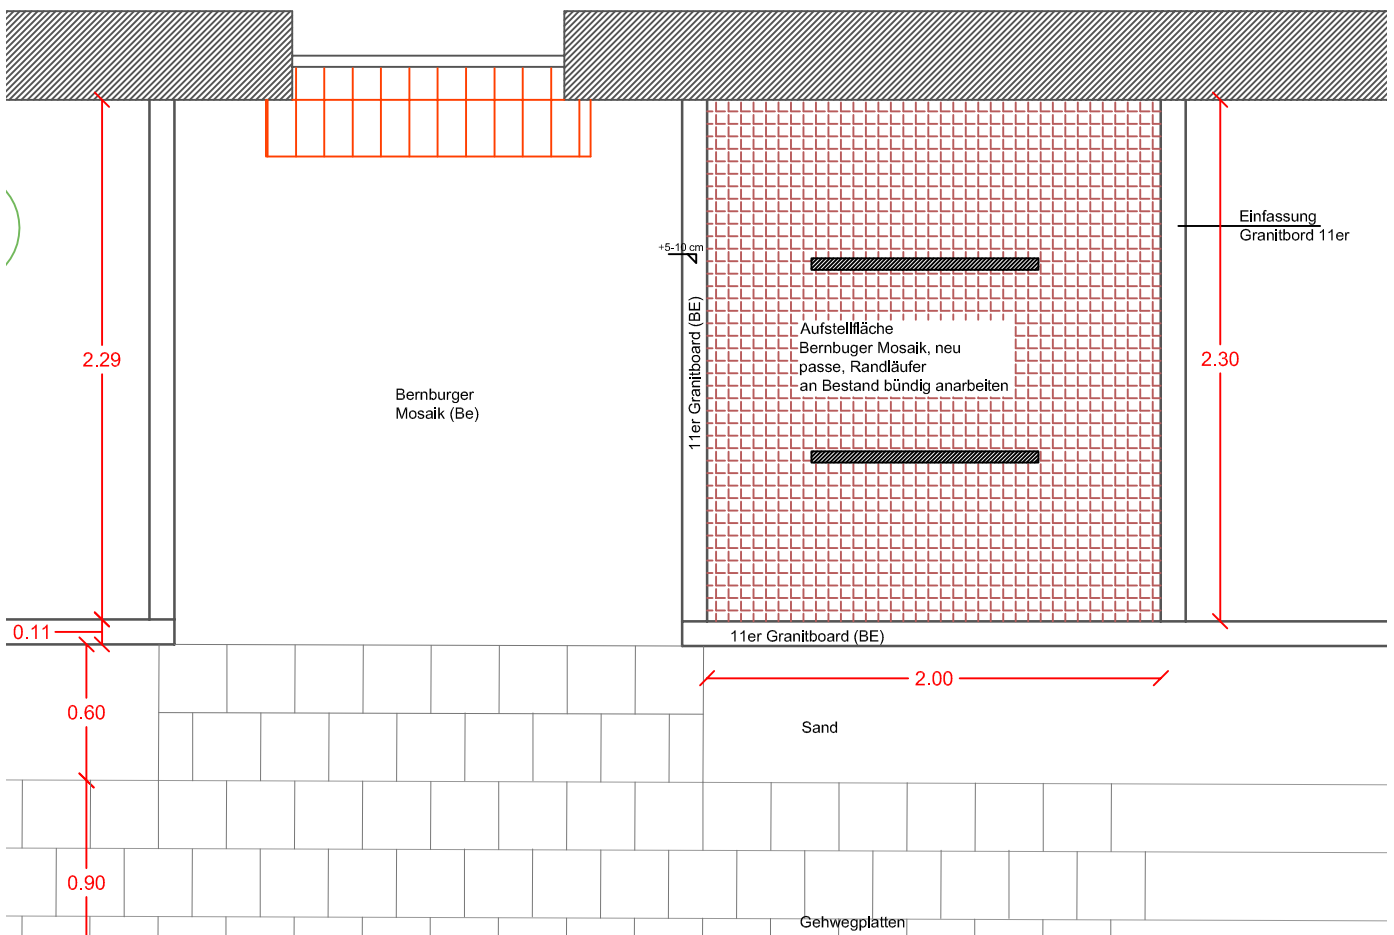 +5-10 cm
Einfassung
Granitbord 11er
11er Granitboard (BE)
Aufstellfläche
Bernbuger Mosaik, neu
passe, Randläufer
an Bestand bündig anarbeiten
2.29
2.30
Bernburger
Mosaik (Be)
0.11
11er Granitboard (BE)
2.00
0.60
Sand
0.90
Gehwegplatten